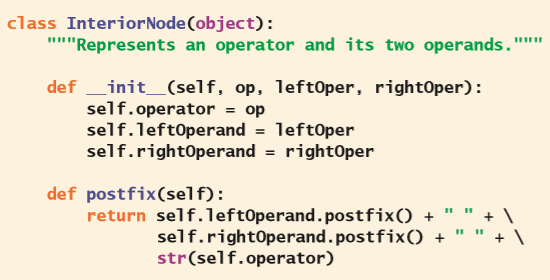 class InteriorNode(object):
    """Represents an operator and its two operands."""
    def __init__(self, op, leftOper, rightOper):
        self.operator = op
        self.leftOperand = leftOper
        self.rightOperand = rightOper
    def postfix(self):
        return self.leftOperand.postfix() + " " + \
               self.rightOperand.postfix() + " " + \
               str(self.operator)